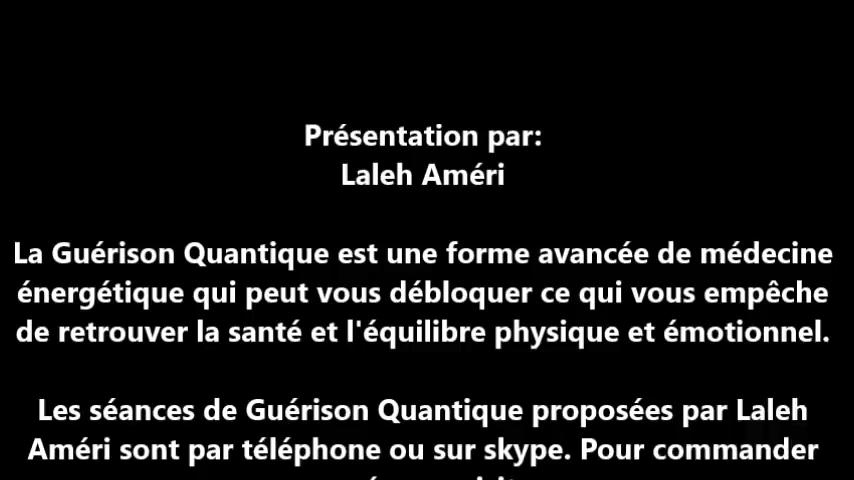 Présentation par:
Laleh Améri
La Guérison Quantique est une forme avancée de médecine
énergétique qui peut vous débloquer ce qui vous empêche
de retrouver la santé et l'équilibre physique et émotionnel.
Les séances de Guérison Quantique proposées par Laleh
Améri sont par téléphone ou sur skype. Pour commander